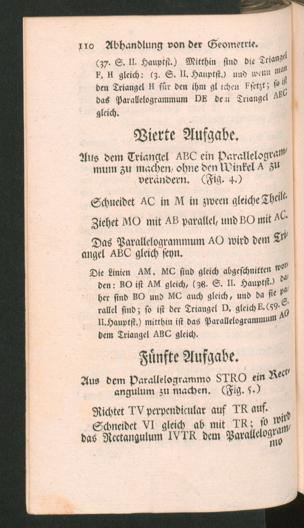 110 Abhandlung von der Geometrie.
(37. S. II. Hauptst.) Mitthin sind die Triangel
F, H gleich: (3. S. II. Hauptst.) und wenn man
den Triangel H für den ihm gleichen F setzt; so ist
das Parallelogrammum DE dem Triangel ABC
gleich.
Vierte Aufgabe.
Aus dem Triangel ABC ein Parallelogram-
mum zu machen, ohne den Winkel A zu
verändern. (Fig. 4.)
Schneidet AC in M in zween gleiche Theile.
Ziehet MO mit AB parallel, und BO mit AC.
Das Parallelogrammum AO wird dem Tri-
angel ABC gleich seyn.
Die Linien AM, MC sind gleich abgeschnitten wor-
den: BO ist AM gleich, (38. S. II. Hauptst.) da-
her sind BO und MC auch gleich, und da sie pa-
rallel sind; so ist der Triangel D, gleich E, (59. S.
II. Hauptst.) mitthin ist das Parallelogrammum AO
dem Triangel ABC gleich.
Fünfte Aufgabe.
Aus dem Parallelogrammo STRO ein Rect-
angulum zu machen. (Fig. 5.)
Richtet TV perpendicular auf TR auf.
Schneidet VI gleich ab mit TR; so wird
das Rectangulum IVTR dem Parallelogram-
mo